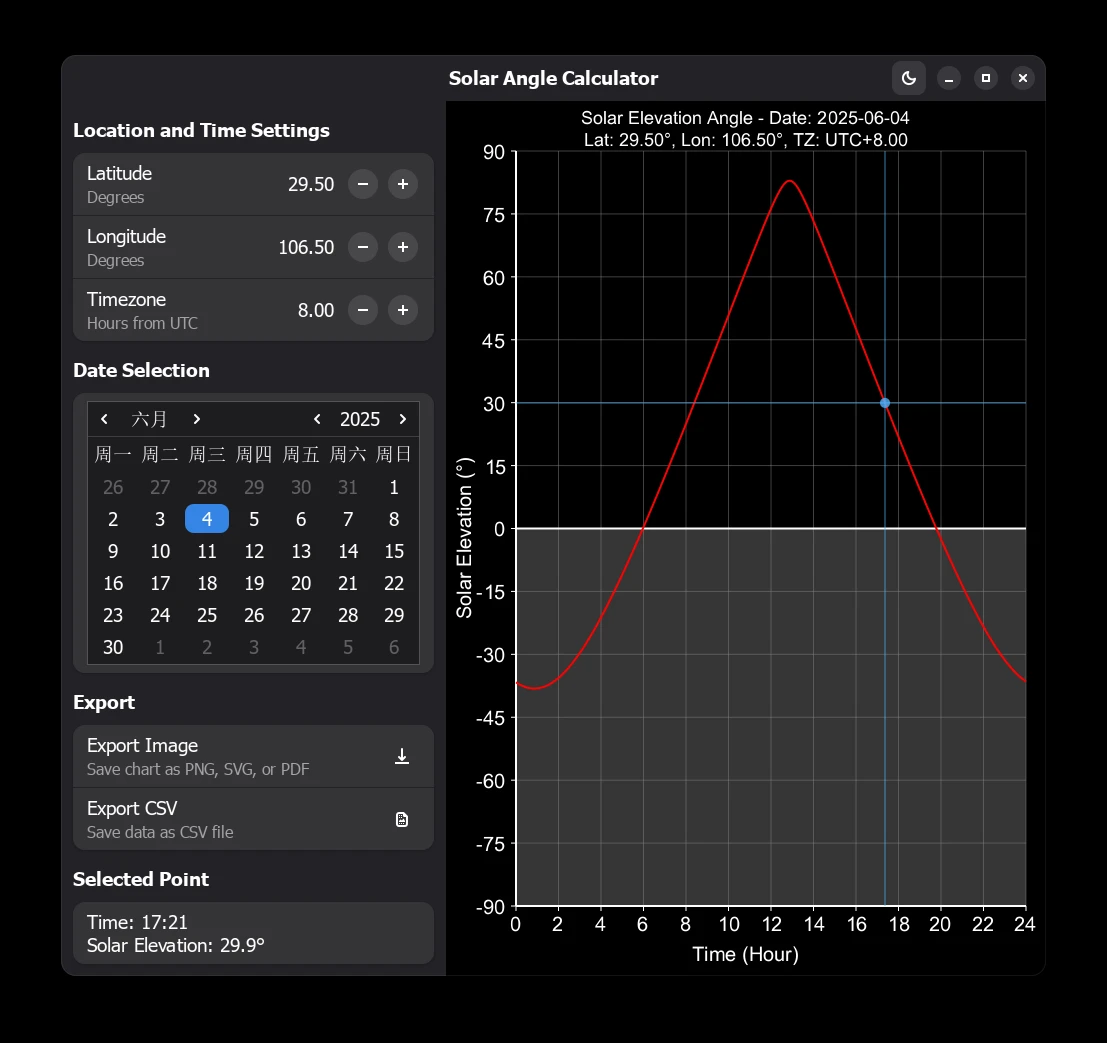 Solar Angle Calculator
Location and Time Settings
Latitude
Degrees
29.50
Longitude
Degrees
106.50
Timezone
Hours from UTC
8.00
Date Selection
六月 2025
周一 周二 周三 周四 周五 周六 周日
26 27 28 29 30 31 1
2 3 4 5 6 7 8
9 10 11 12 13 14 15
16 17 18 19 20 21 22
23 24 25 26 27 28 29
30 1 2 3 4 5 6
Export
Export Image
Save chart as PNG, SVG, or PDF
Export CSV
Save data as CSV file
Selected Point
Time: 17:21
Solar Elevation: 29.9°
Solar Elevation Angle - Date: 2025-06-04
Lat: 29.50°, Lon: 106.50°, TZ: UTC+8.00
Solar Elevation (°)
90
75
60
45
30
15
0
-15
-30
-45
-60
-75
-90
0 2 4 6 8 10 12 14 16 18 20 22 24
Time (Hour)